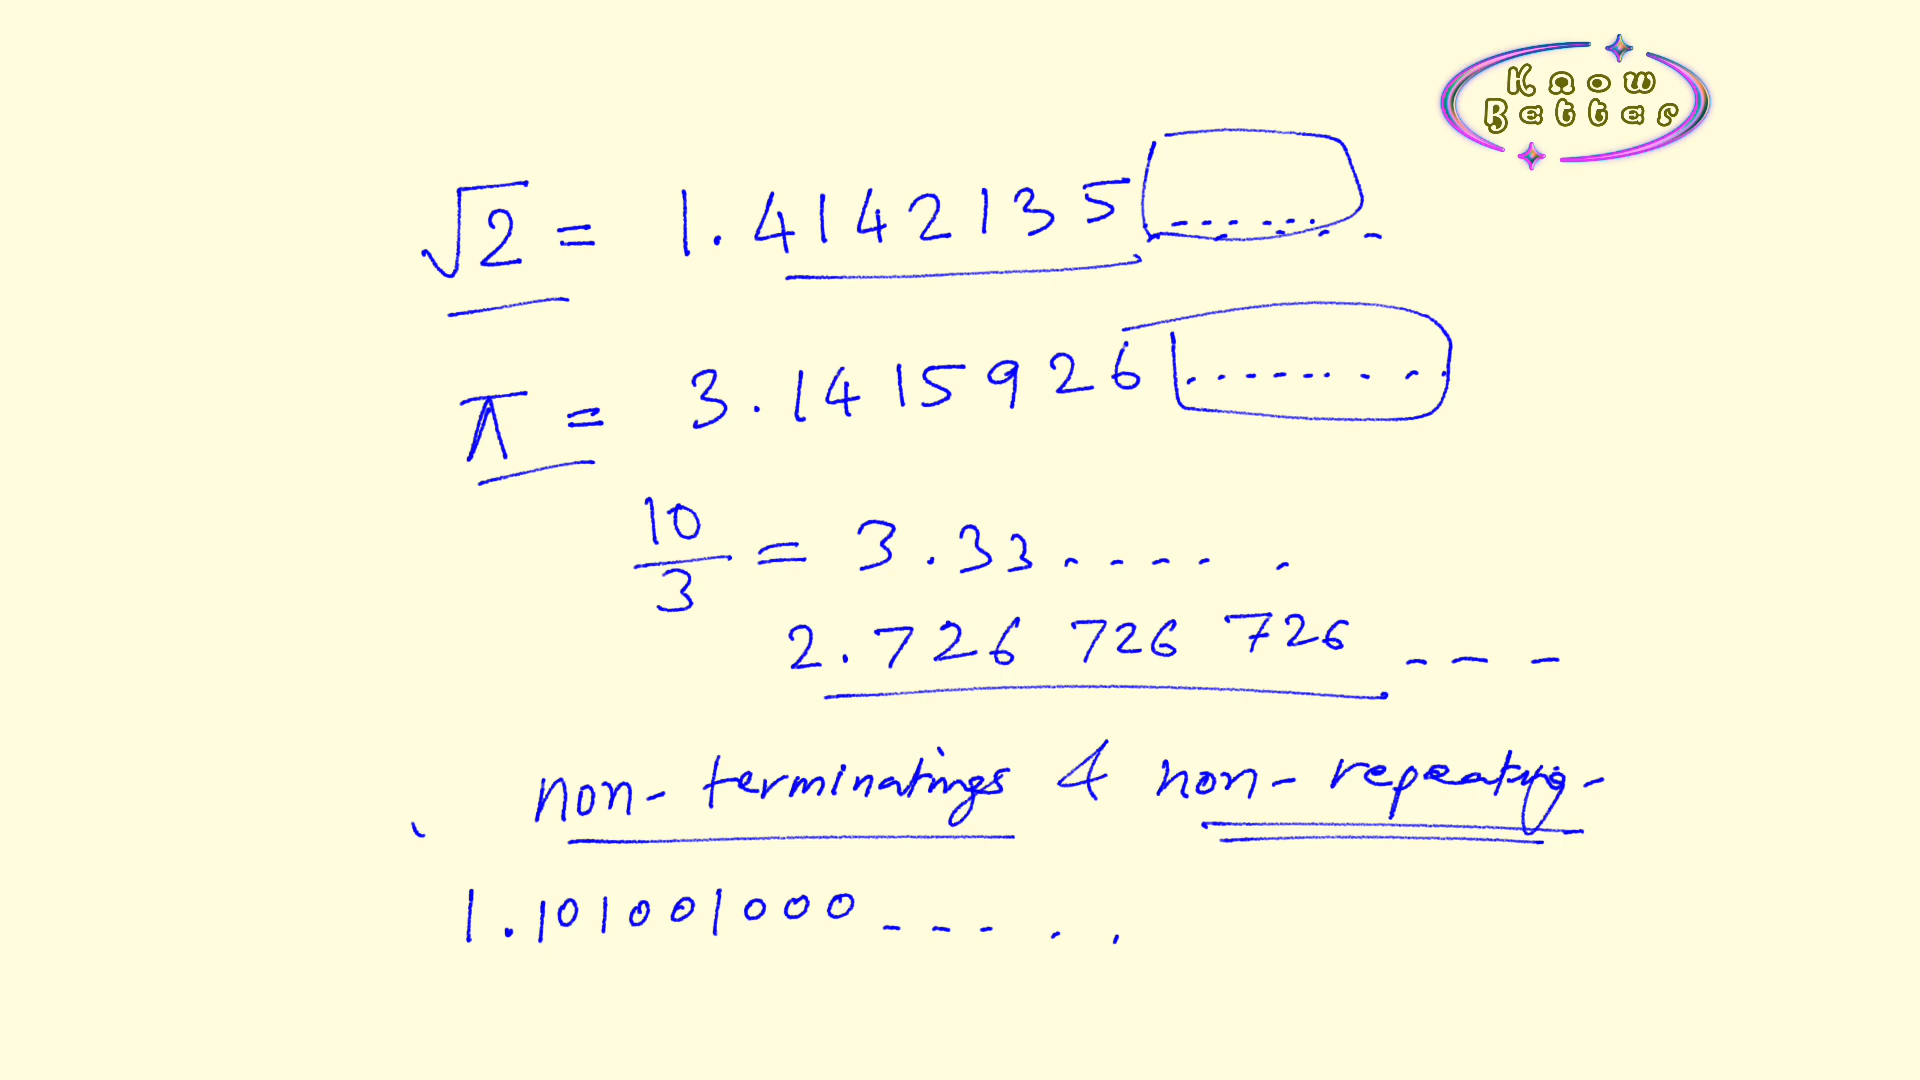 Know
Better
√2 = 1.4142135.......
π = 3.1415926.........
10/3 = 3.33.... .
2.726 726 726 - - -
non-terminatings & non-repeating-
1.101001000 - - - . .